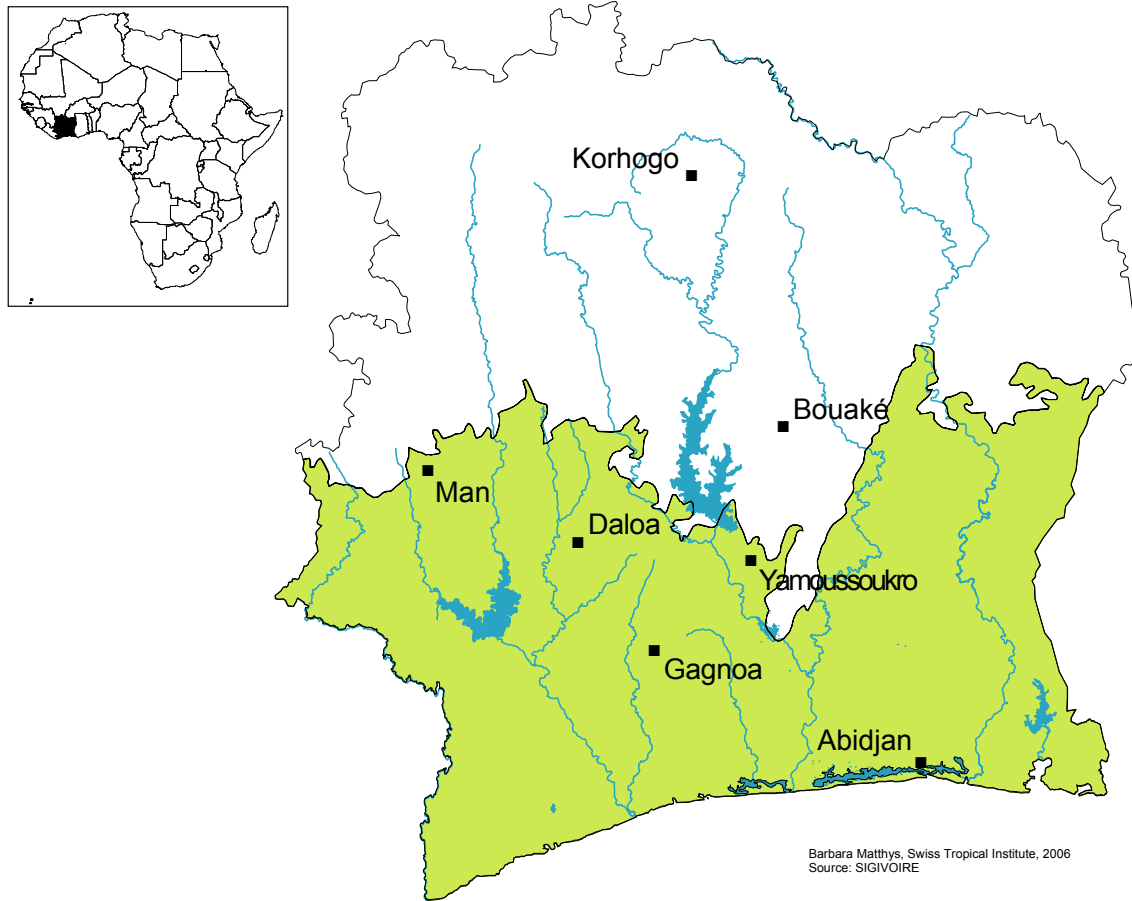 Korhogo
Bouaké
Man
Daloa
Yamoussoukro
Gagnoa
Abidjan
Barbara Matthys, Swiss Tropical Institute, 2006
Source: SIGIVOIRE